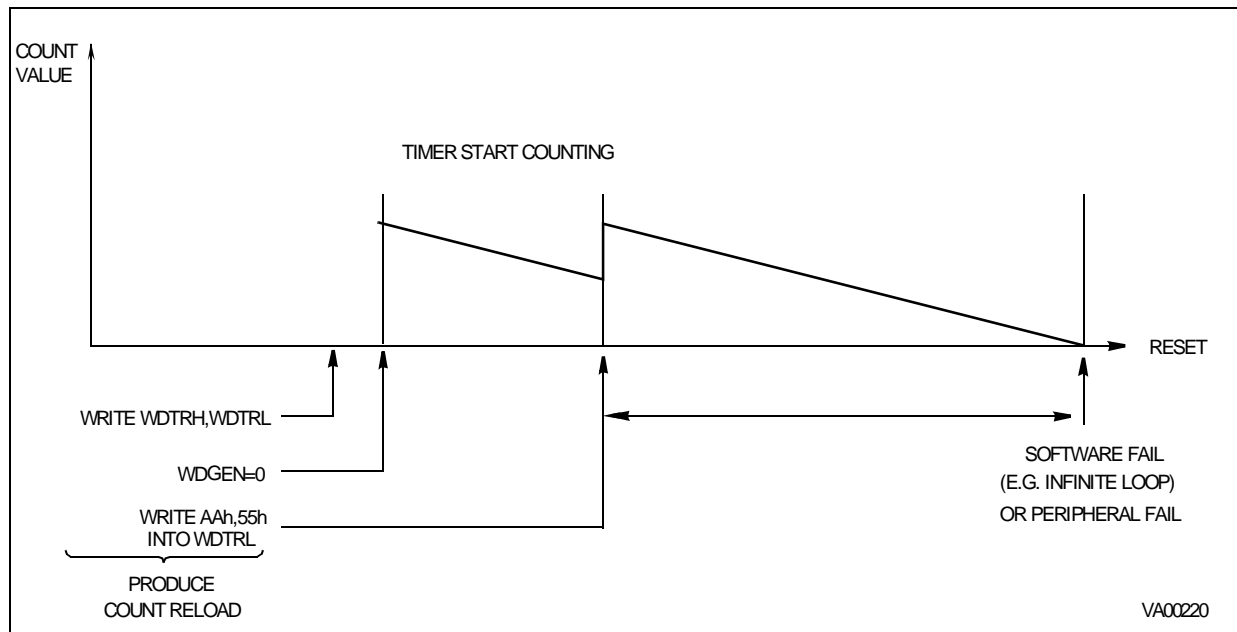 COUNT
VALUE
TIMER START COUNTING
RESET
WRITE WDTRH,WDTRL
WDGEN=0
WRITE AAh,55h
INTO WDTRL
PRODUCE
COUNT RELOAD
SOFTWARE FAIL
(E.G. INFINITE LOOP)
OR PERIPHERAL FAIL
VA00220